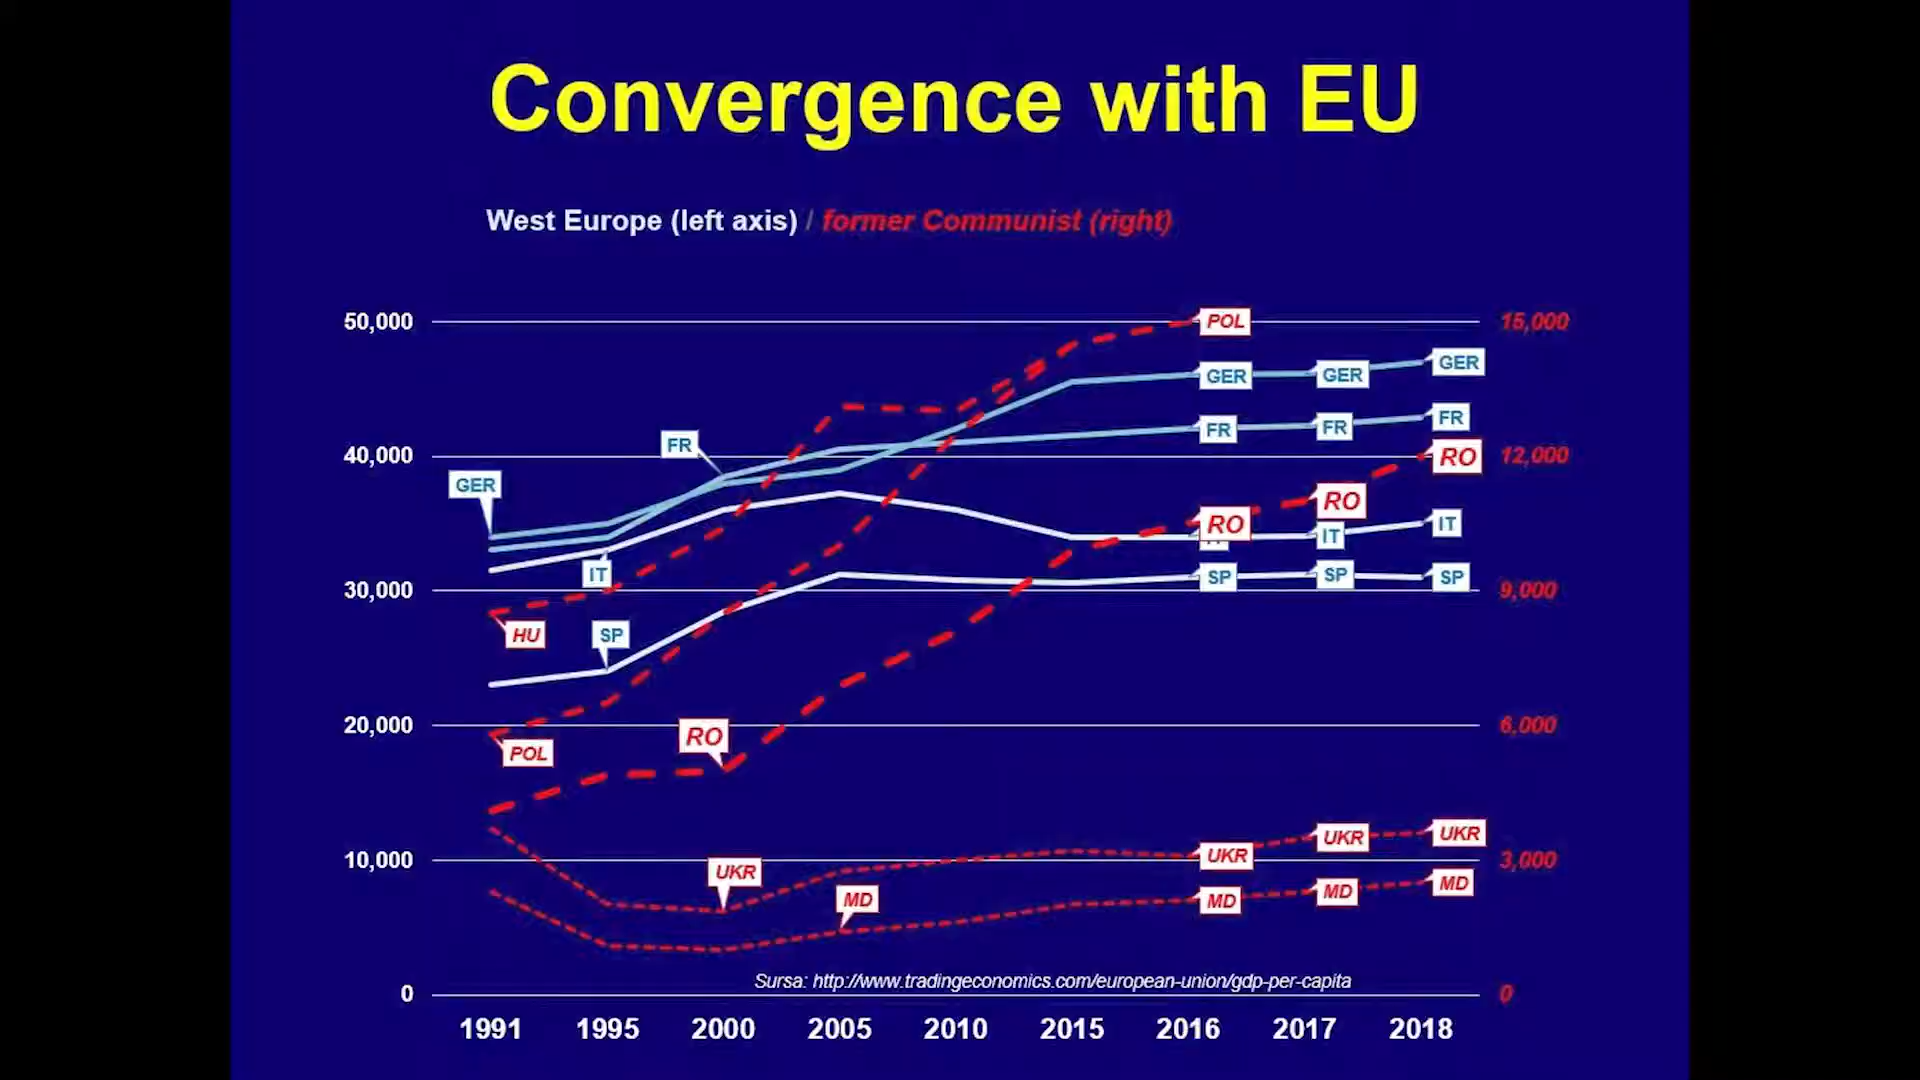 Convergence with EU
West Europe (left axis) / former Communist (right)
50,000 POL 15,000
GER GER GER
FR FR FR FR
40,000 RO 12,000
GER
RO
RO IT IT
IT SP SP SP
30,000 9,000
HU SP
20,000 6,000
RO
POL
UKR UKR
10,000 UKR 3,000
UKR
MD MD MD
MD
Sursa: http://www.tradingeconomics.com/european-union/gdp-per-capita
0 0
1991 1995 2000 2005 2010 2015 2016 2017 2018